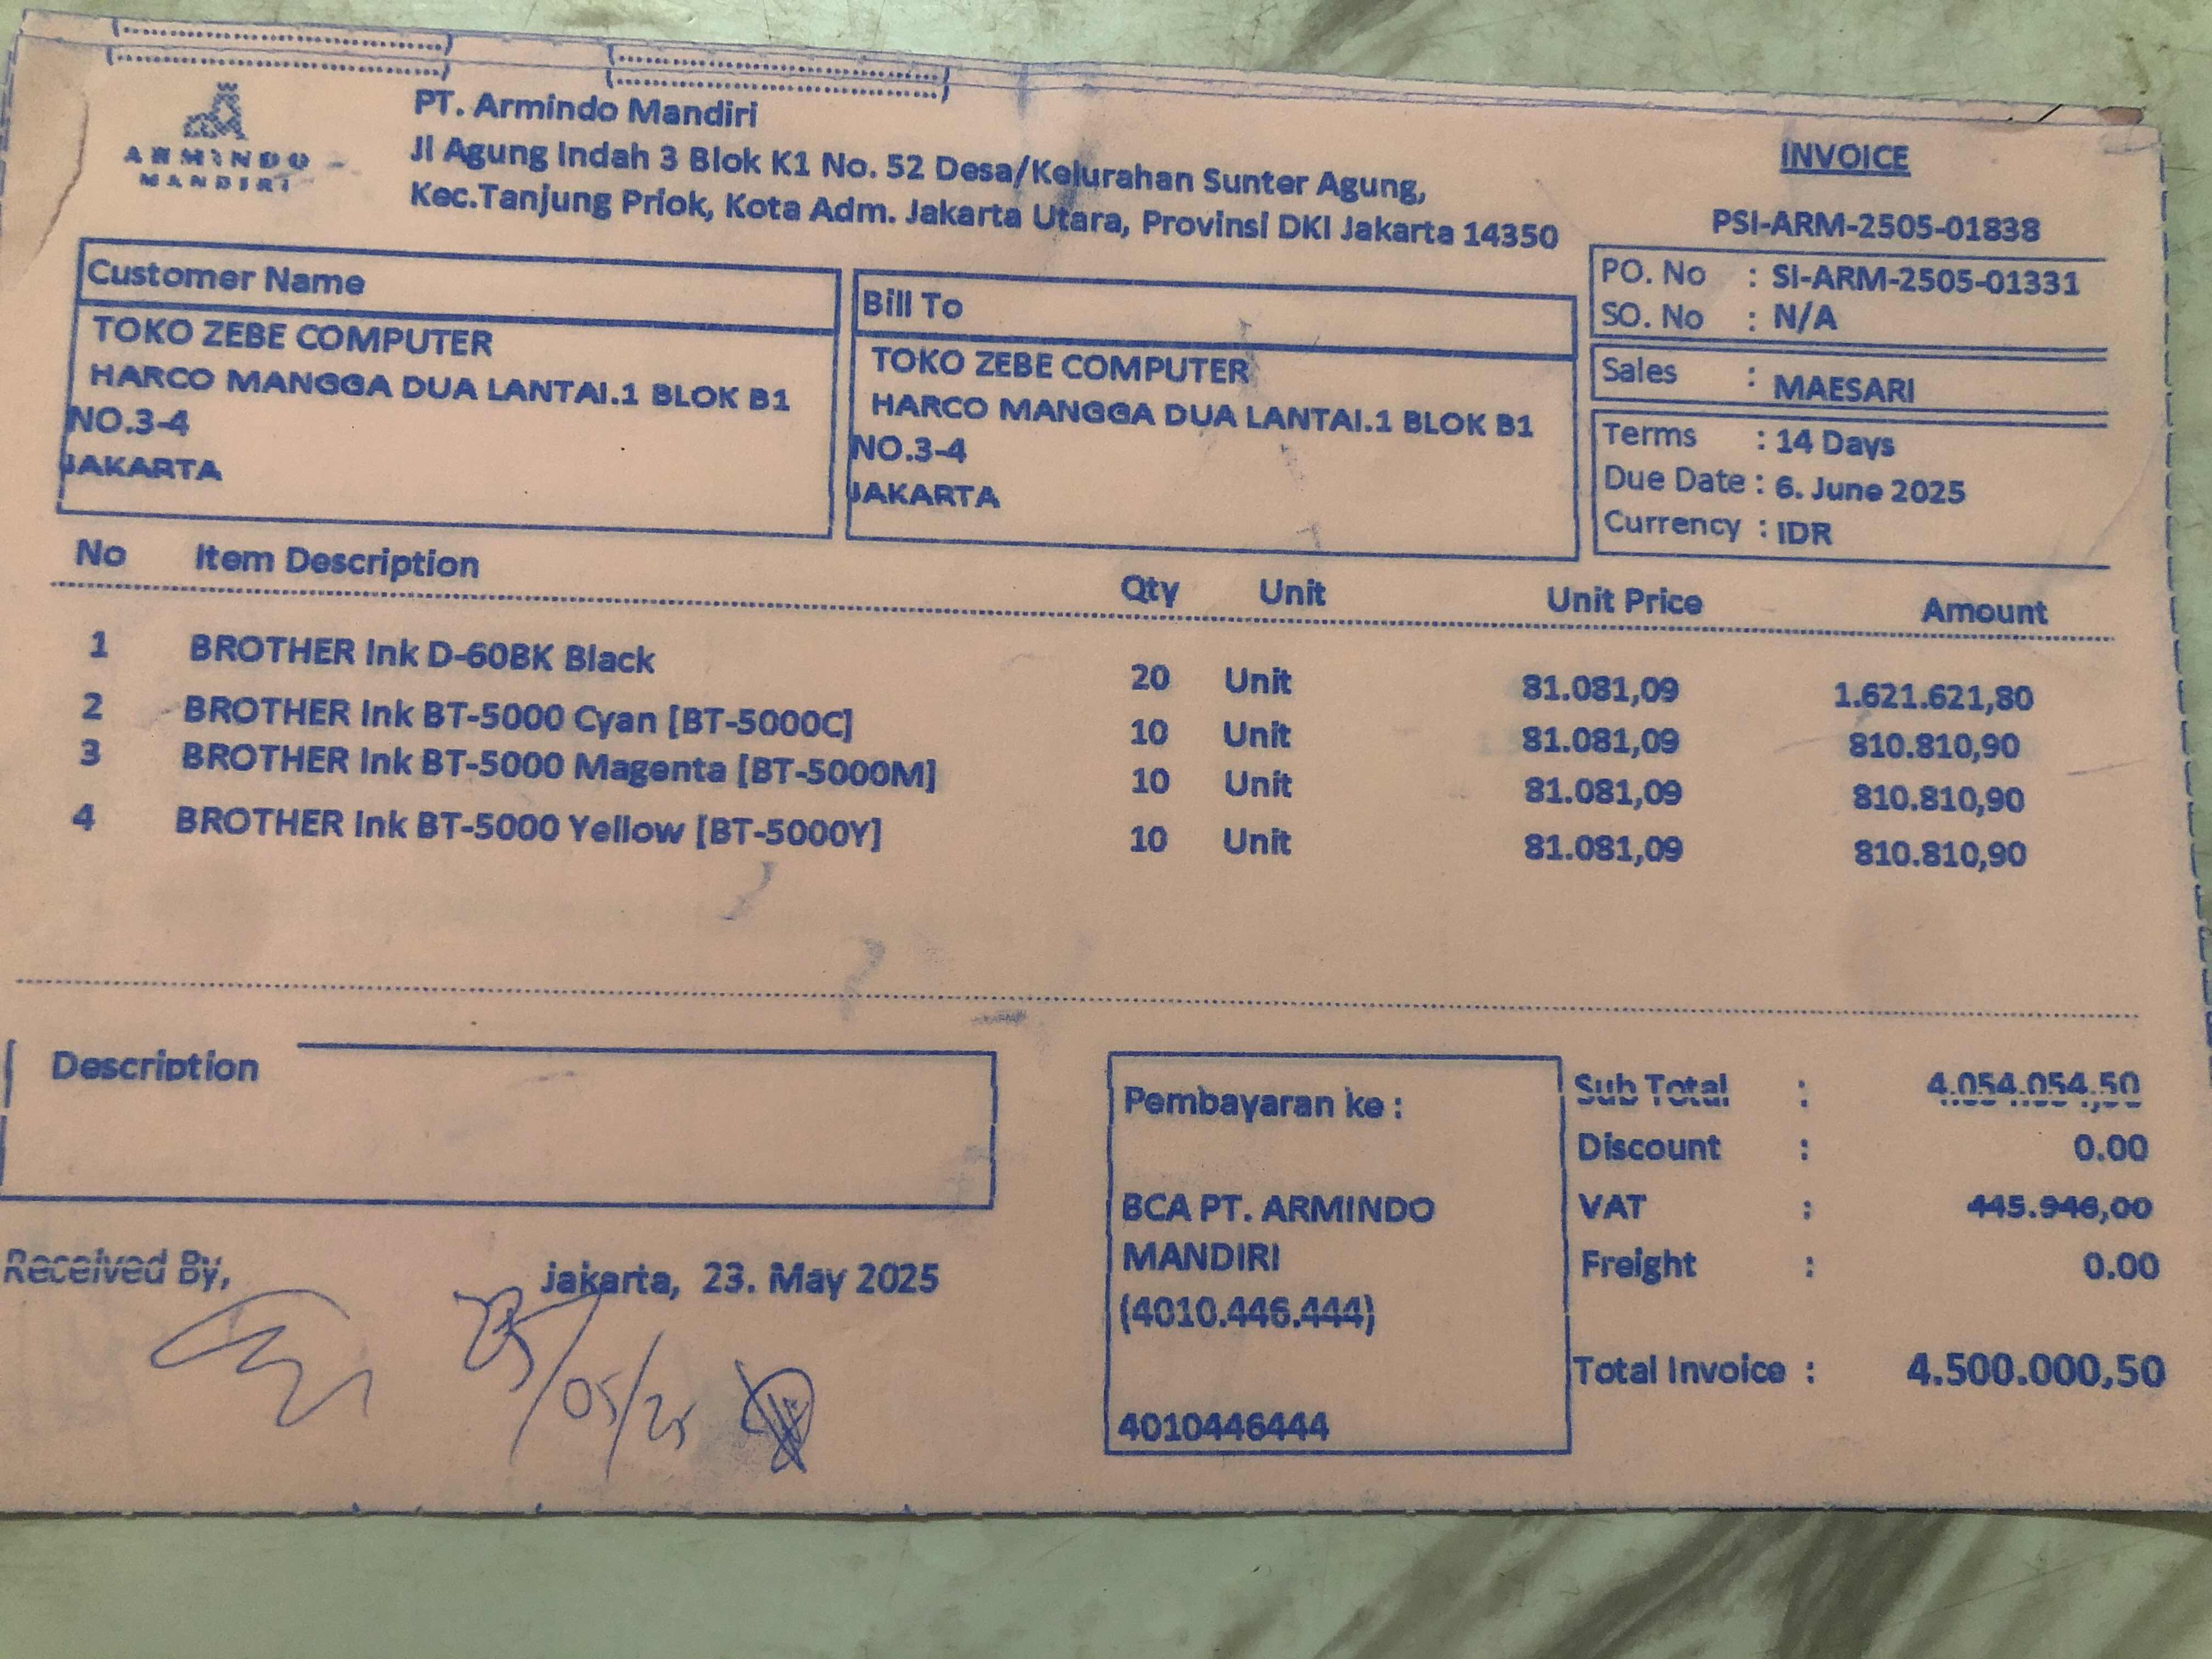 ARMINDO
MANDIRI
PT. Armindo Mandiri
Jl Agung Indah 3 Blok K1 No. 52 Desa/Kelurahan Sunter Agung,
Kec.Tanjung Priok, Kota Adm. Jakarta Utara, Provinsi DKI Jakarta 14350
INVOICE
PSI-ARM-2505-01838
PO. No : SI-ARM-2505-01331
SO. No : N/A
Sales : MAESARI
Terms : 14 Days
Due Date : 6. June 2025
Currency : IDR
Customer Name
TOKO ZEBE COMPUTER
HARCO MANGGA DUA LANTAI.1 BLOK B1
NO.3-4
JAKARTA
Bill To
TOKO ZEBE COMPUTER
HARCO MANGGA DUA LANTAI.1 BLOK B1
NO.3-4
JAKARTA
No Item Description Qty Unit Unit Price Amount
1 BROTHER Ink D-60BK Black 20 Unit 81.081,09 1.621.621,80
2 BROTHER Ink BT-5000 Cyan [BT-5000C] 10 Unit 81.081,09 810.810,90
3 BROTHER Ink BT-5000 Magenta [BT-5000M] 10 Unit 81.081,09 810.810,90
4 BROTHER Ink BT-5000 Yellow [BT-5000Y] 10 Unit 81.081,09 810.810,90
Description
Received By,
Jakarta, 23. May 2025
/05/25
Pembayaran ke :
BCA PT. ARMINDO
MANDIRI
(4010.446.444)
4010446444
Sub Total : 4.054.054,50
Discount : 0.00
VAT : 445.946,00
Freight : 0.00
Total Invoice : 4.500.000,50